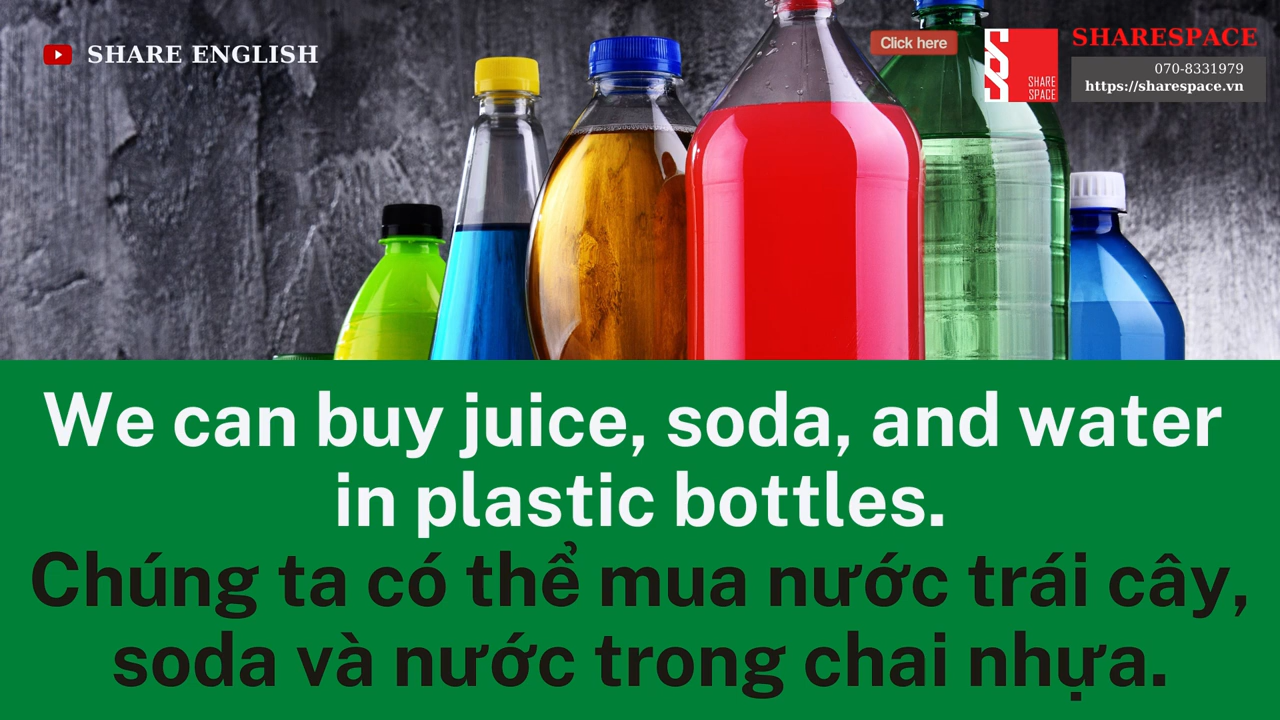 SHARE ENGLISH
Click here
SHARE
SPACE
SHARESPACE
070-8331979
https://sharespace.vn
We can buy juice, soda, and water
in plastic bottles.
Chúng ta có thể mua nước trái cây,
soda và nước trong chai nhựa.